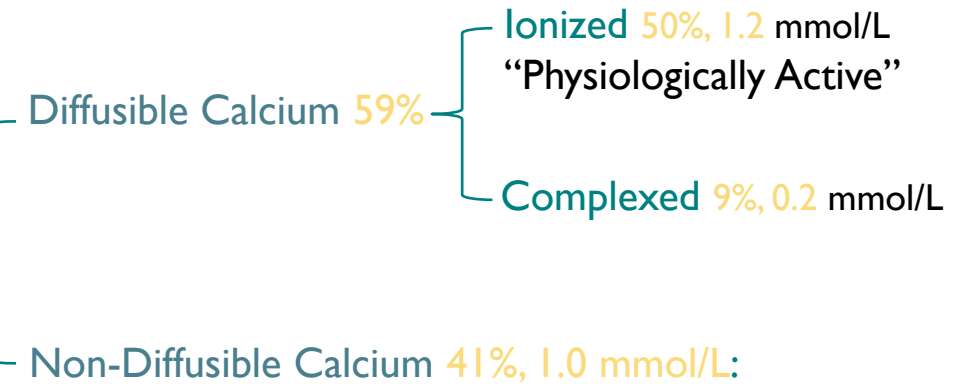 Ionized 50%, 1.2 mmol/L
“Physiologically Active”
Diffusible Calcium 59%
Complexed 9%, 0.2 mmol/L
Non-Diffusible Calcium 41%, 1.0 mmol/L: